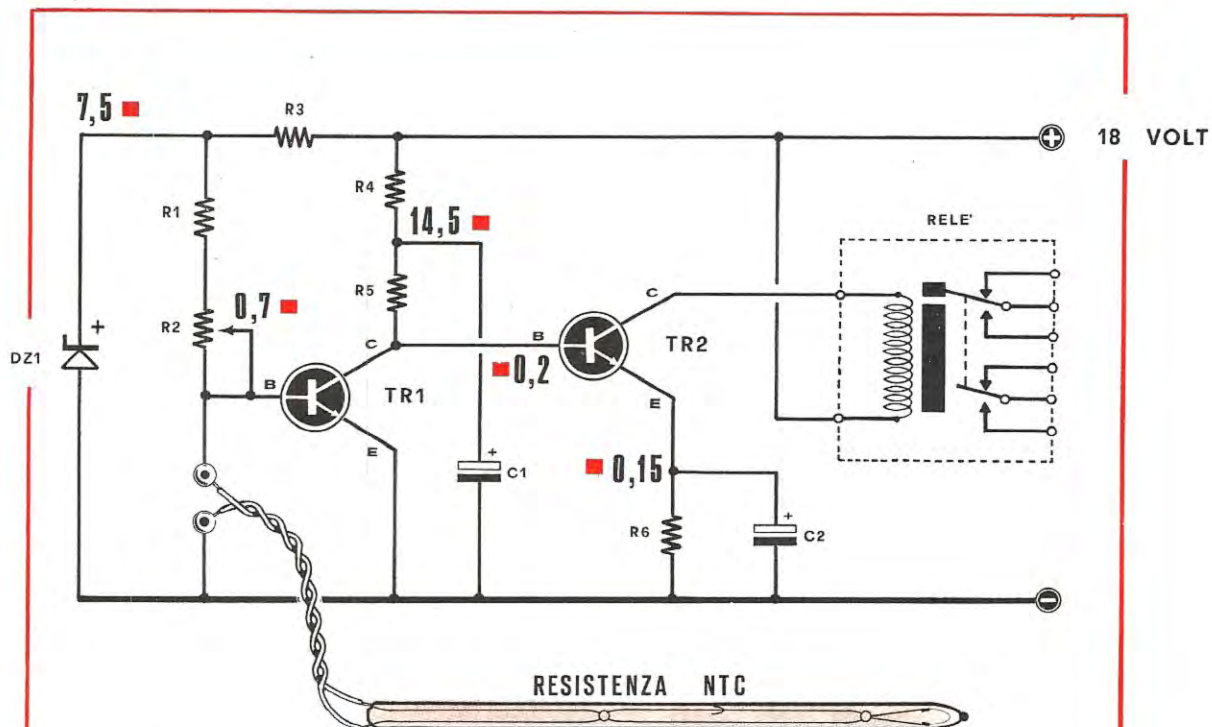 7,5
R3
18 VOLT
R4
R1
14,5
RELE'
R5
C
R2
0,7
DZ1
+
C
B
TR2
B
0,2
TR1
E
E
+
C1
0,15
R6
+
C2
RESISTENZA NTC